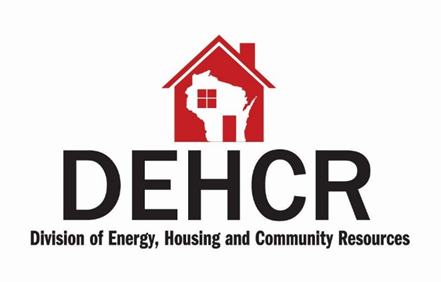 DEHCR
Division of Energy, Housing and Community Resources